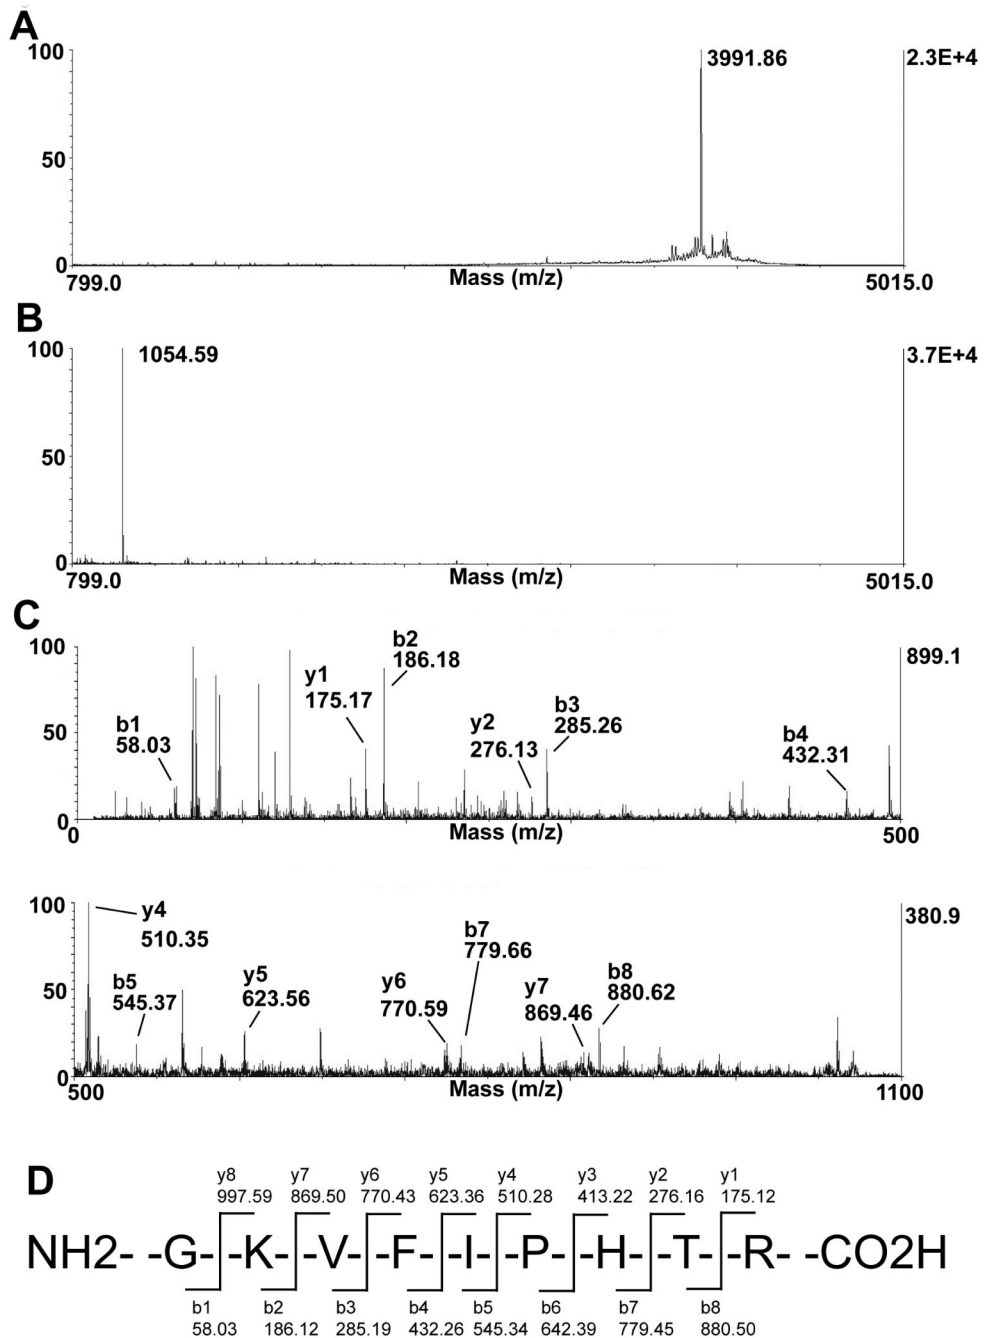 A
100
3991.86
2.3E+4
50
0
799.0
Mass (m/z)
5015.0
B
100
1054.59
3.7E+4
50
0
799.0
Mass (m/z)
5015.0
C
100
b2
186.18
899.1
y1
175.17
b3
285.26
50
b1
58.03
y2
276.13
b4
432.31
0
0
Mass (m/z)
500
100
y4
510.35
380.9
b7
779.66
50
b5
545.37
y5
623.56
y6
770.59
y7
869.46
b8
880.62
0
500
Mass (m/z)
1100
D
y8 y7 y6 y5 y4 y3 y2 y1
997.59 869.50 770.43 623.36 510.28 413.22 276.16 175.12
NH2- -G- -K- -V- -F- -I- -P- -H- -T- -R- -CO2H
b1 b2 b3 b4 b5 b6 b7 b8
58.03 186.12 285.19 432.26 545.34 642.39 779.45 880.50